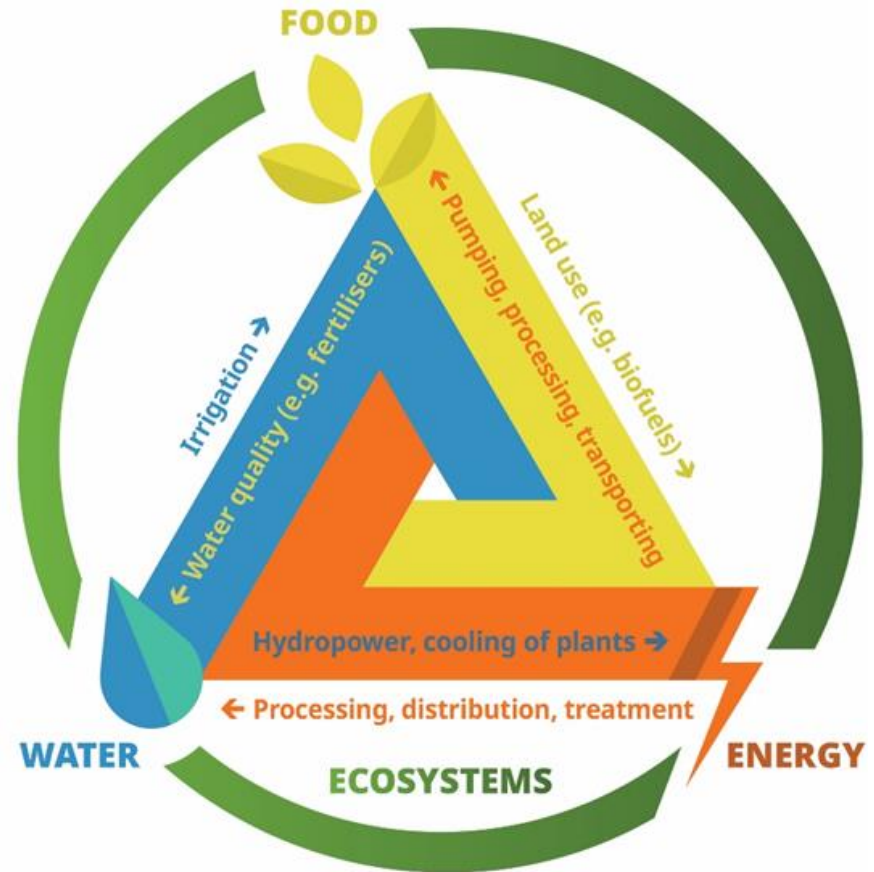 FOOD
← Pumping, processing, transporting
Land use (e.g. biofuels) →
Irrigation →
← Water quality (e.g. fertilisers)
Hydropower, cooling of plants →
← Processing, distribution, treatment
WATER
ENERGY
ECOSYSTEMS